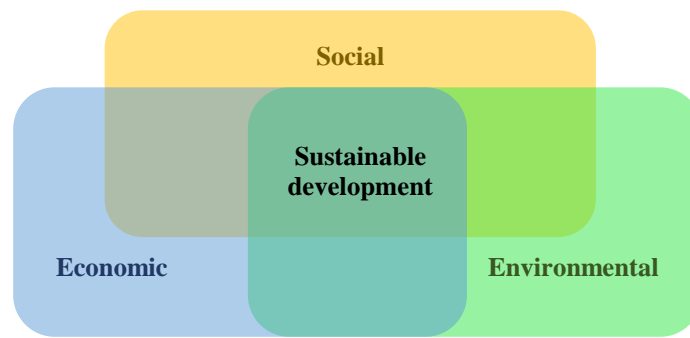 Social
Sustainable
development
Economic
Environmental